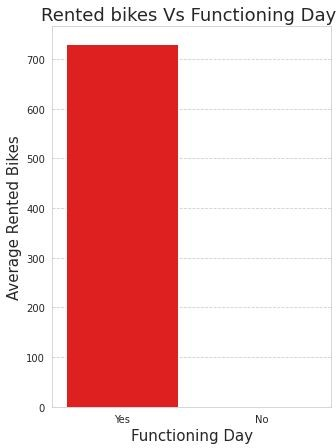 Rented bikes Vs Functioning Day
Average Rented Bikes
700
600
500
400
300
200
100
0
Yes No
Functioning Day